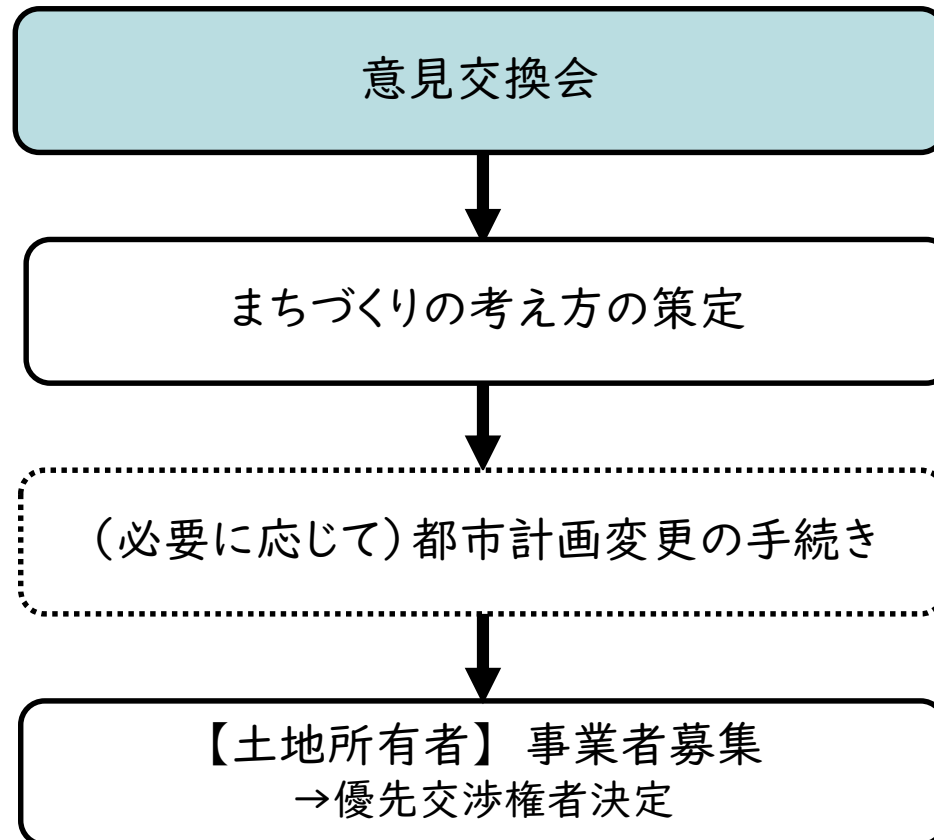 意見交換会
まちづくりの考え方の策定
（必要に応じて）都市計画変更の手続き
【土地所有者】 事業者募集
→優先交渉権者決定